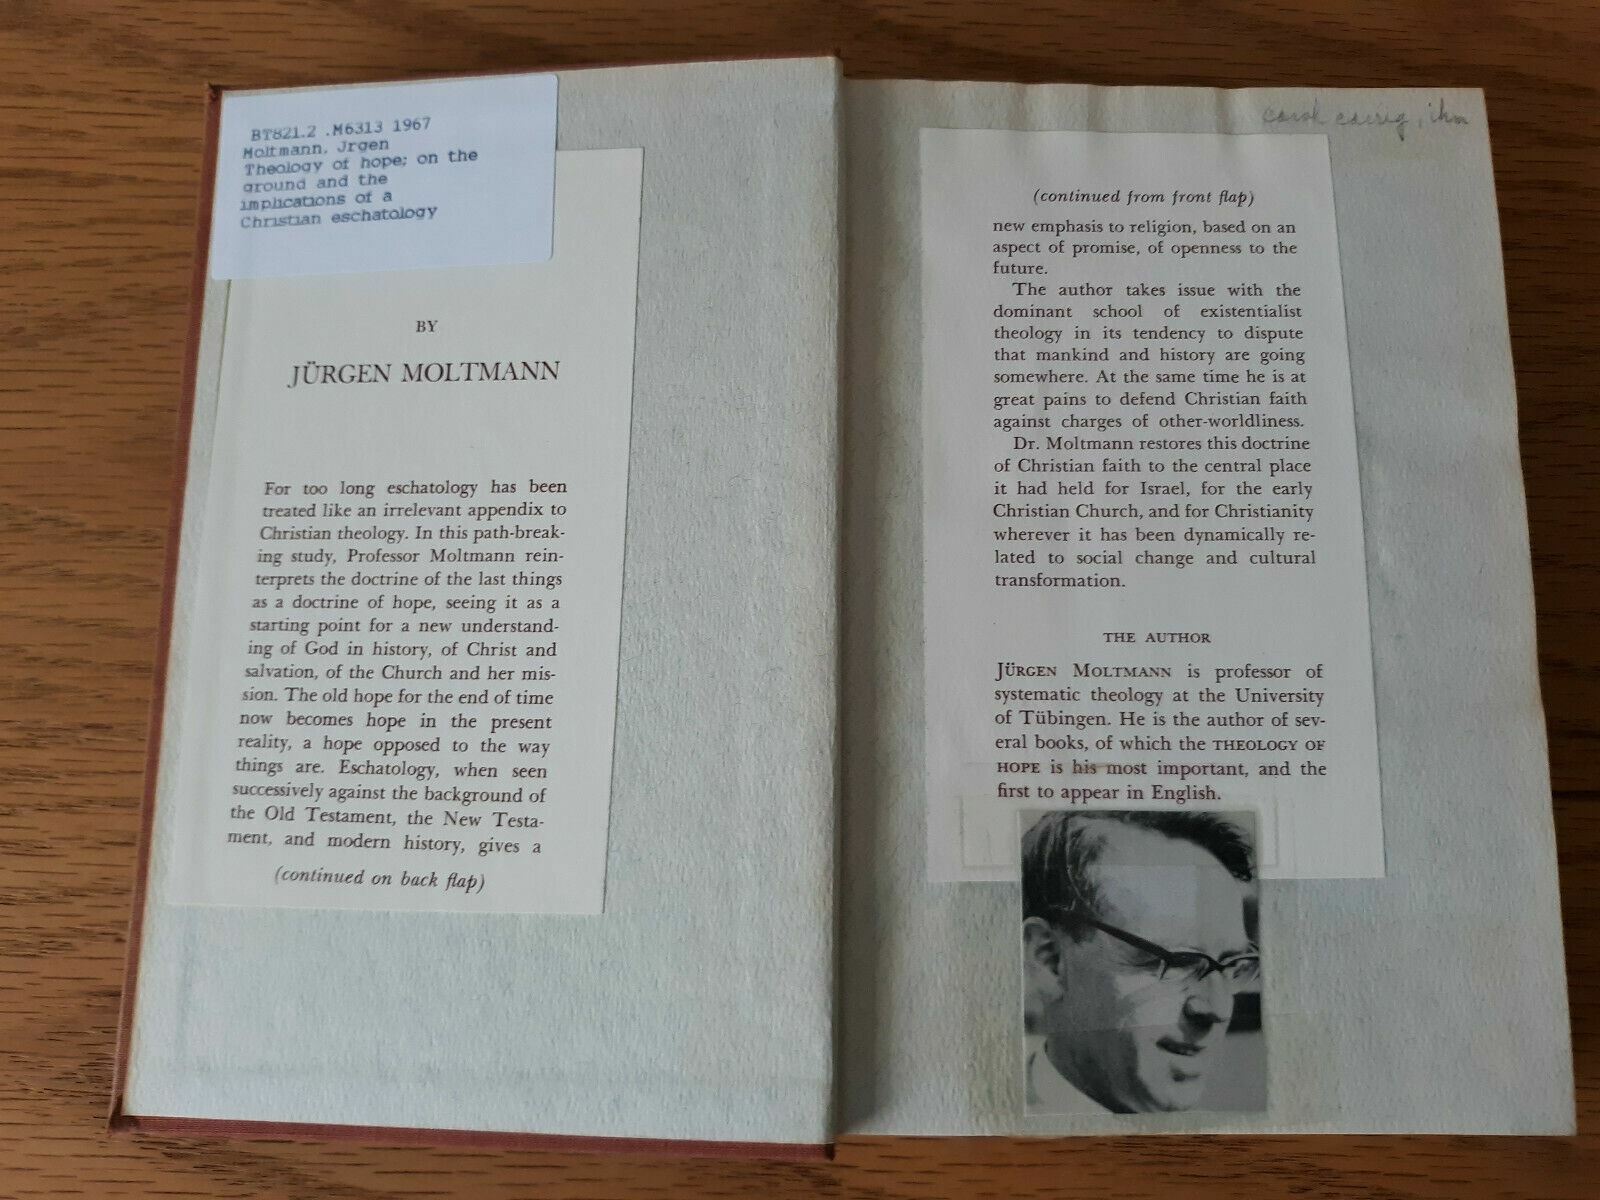 BT821.2 .M6313 1967
Moltmann, Jrgen
Theology of hope; on the
ground and the
implications of a
Christian eschatology
BY
JÜRGEN MOLTMANN
For too long eschatology has been
treated like an irrelevant appendix to
Christian theology. In this path-break-
ing study, Professor Moltmann rein-
terprets the doctrine of the last things
as a doctrine of hope, seeing it as a
starting point for a new understand-
ing of God in history, of Christ and
salvation, of the Church and her mis-
sion. The old hope for the end of time
now becomes hope in the present
reality, a hope opposed to the way
things are. Eschatology, when seen
successively against the background of
the Old Testament, the New Testa-
ment, and modern history, gives a
(continued on back flap)
carol , ihm
(continued from front flap)
new emphasis to religion, based on an
aspect of promise, of openness to the
future.
The author takes issue with the
dominant school of existentialist
theology in its tendency to dispute
that mankind and history are going
somewhere. At the same time he is at
great pains to defend Christian faith
against charges of other-worldliness.
Dr. Moltmann restores this doctrine
of Christian faith to the central place
it had held for Israel, for the early
Christian Church, and for Christianity
wherever it has been dynamically re-
lated to social change and cultural
transformation.
THE AUTHOR
JÜRGEN MOLTMANN is professor of
systematic theology at the University
of Tübingen. He is the author of sev-
eral books, of which the THEOLOGY OF
HOPE is his most important, and the
first to appear in English.